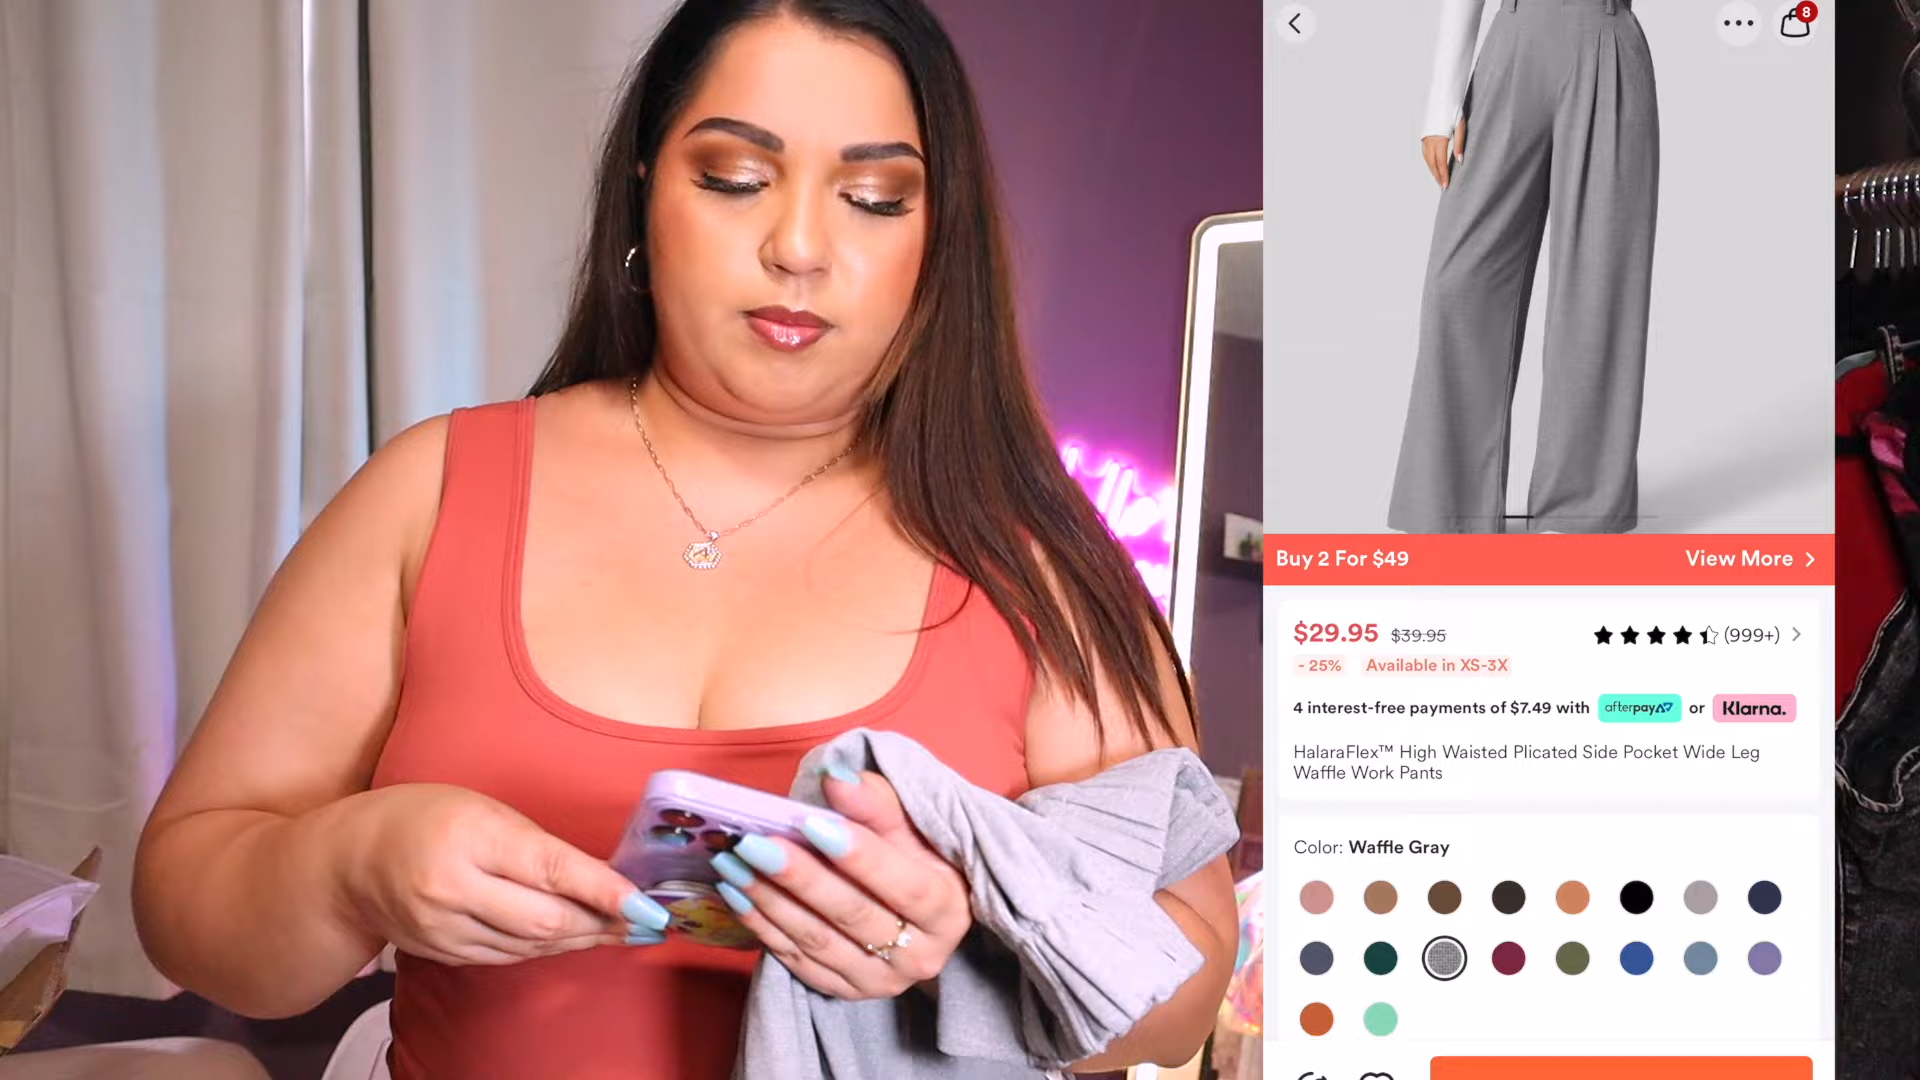 8
Buy 2 For $49 View More
$29.95 $39.95 (999+)
- 25% Available in XS-3X
4 interest-free payments of $7.49 with afterpay or Klarna.
HalaraFlex™ High Waisted Plicated Side Pocket Wide Leg
Waffle Work Pants
Color: Waffle Gray